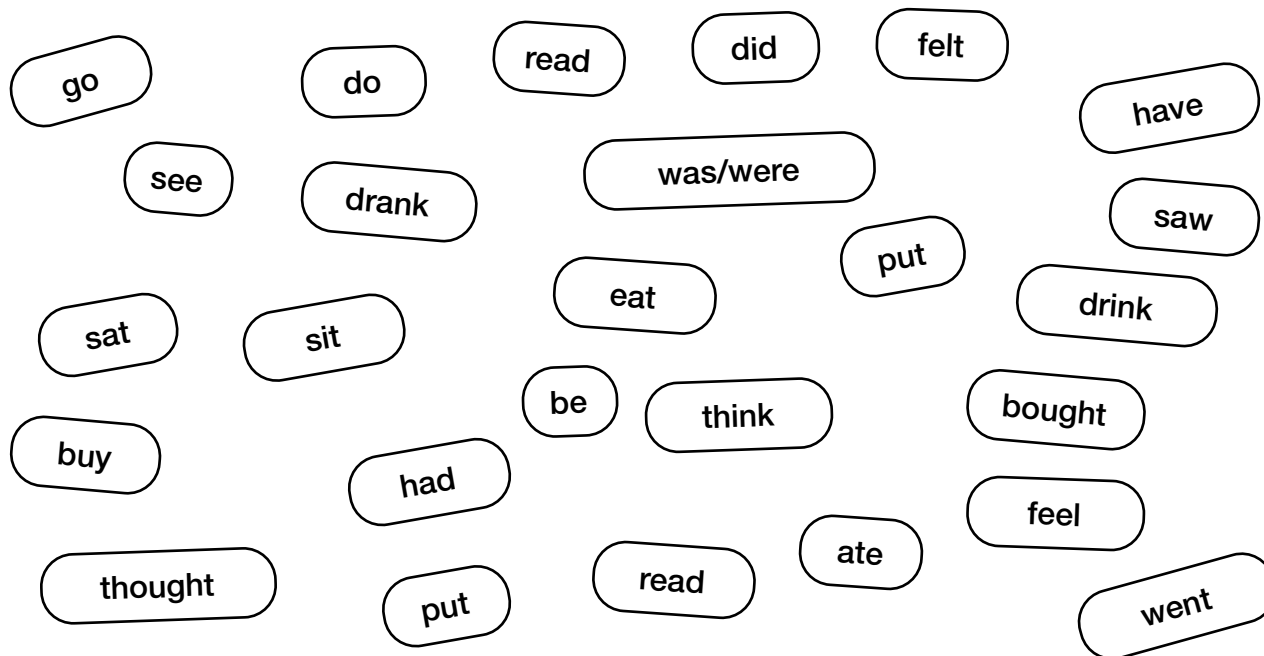 go
do
read
did
felt
have
see
drank
was/were
saw
put
eat
drink
sat
sit
be
think
bought
buy
had
feel
thought
put
read
ate
went